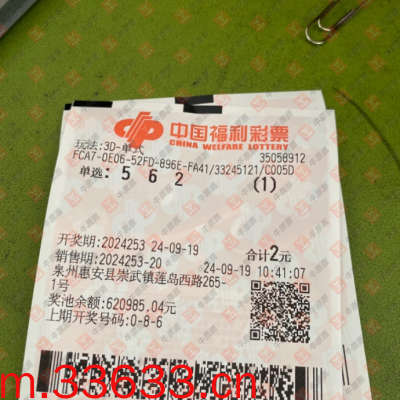 中国福利彩票
CHINA WELFARE LOTTERY
玩法:3D-单式 35058912
FCA7-0E06-52FD-896E-FA41/33245121/C005D
单选: 5 6 2 (1)
开奖期:2024253 24-09-19 合计2元
销售期:2024253-20 24-09-19 10:41:07
泉州惠安县崇武镇莲岛西路265-
1号
奖池余额:620985.04元
上期开奖号码:0-8-6
m.33633.cn